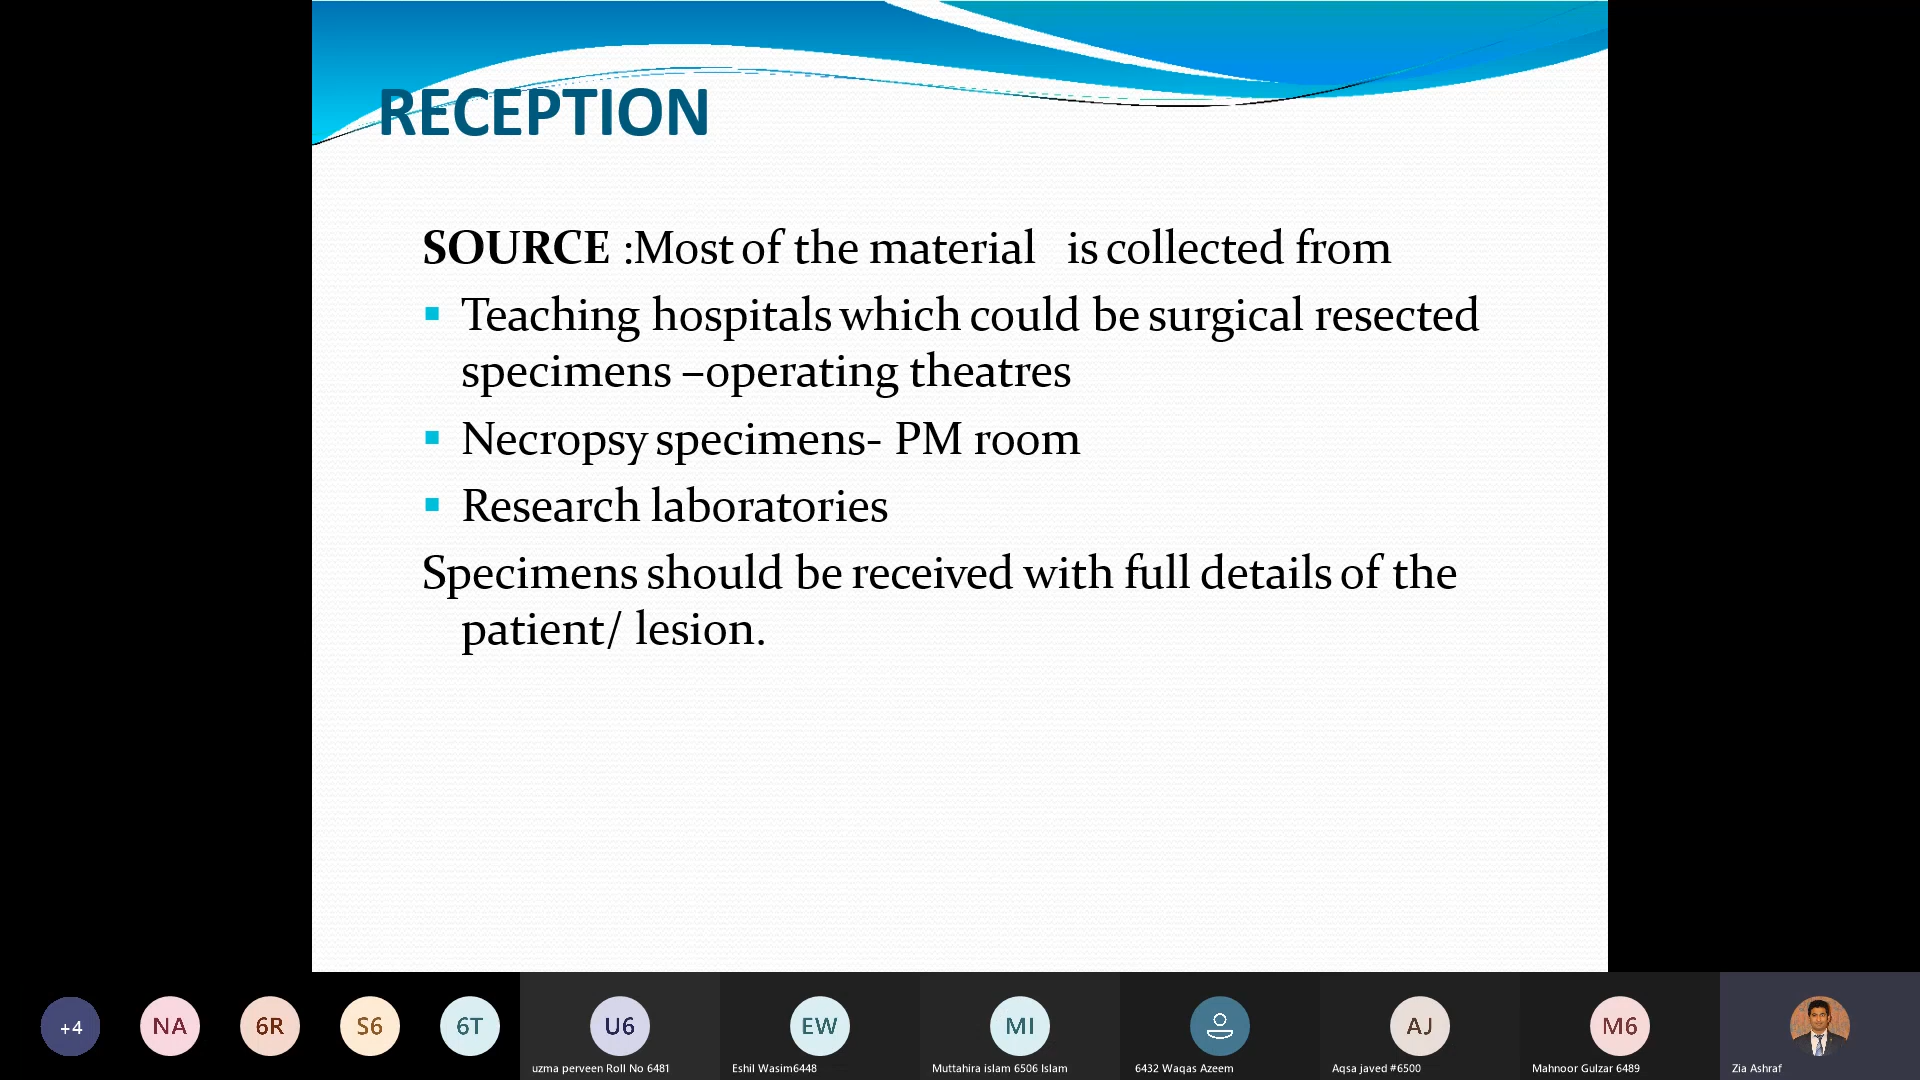 RECEPTION
SOURCE :Most of the material is collected from
Teaching hospitals which could be surgical resected
specimens –operating theatres
Necropsy specimens- PM room
Research laboratories
Specimens should be received with full details of the
patient/ lesion.
+4
NA
6R
S6
6T
U6
EW
MI
AJ
M6
uzma perveen Roll No 6481
Eshil Wasim6448
Muttahira islam 6506 Islam
6432 Waqas Azeem
Aqsa javed #6500
Mahnoor Gulzar 6489
Zia Ashraf